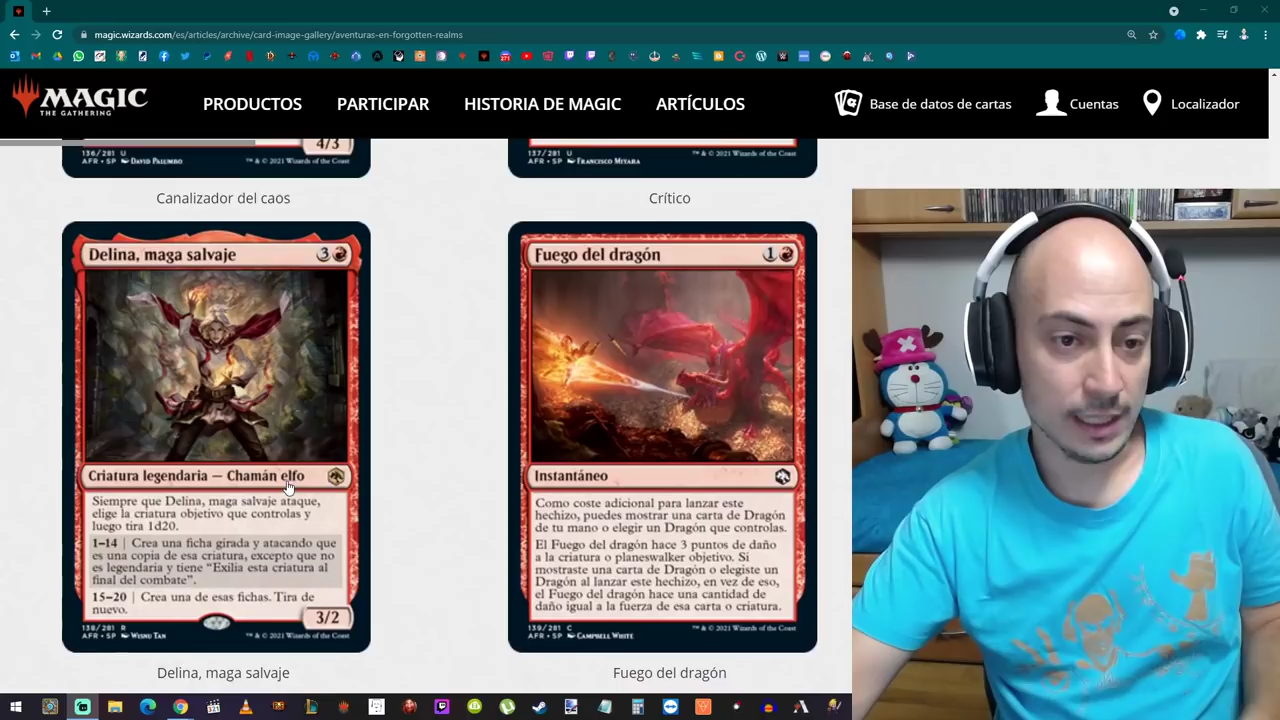 magic.wizards.com/es/articles/archive/card-image-gallery/aventuras-en-forgotten-realms
MAGIC
THE GATHERING
PRODUCTOS
PARTICIPAR
HISTORIA DE MAGIC
ARTÍCULOS
Base de datos de cartas
Cuentas
Localizador
4/3
136/281 U
AFR • SP DAVID PALUMBO
™ & © 2021 Wizards of the Coast
137/281 U
AFR • SP FRANCISCO MIYARA
™ & © 2021 Wizards of the Coast
Canalizador del caos
Crítico
Delina, maga salvaje
3
Criatura legendaria — Chamán elfo
Siempre que Delina, maga salvaje ataque,
elige la criatura objetivo que controlas y
luego tira 1d20.
1–14 | Crea una ficha girada y atacando que
es una copia de esa criatura, excepto que no
es legendaria y tiene “Exilia esta criatura al
final del combate”.
15–20 | Crea una de esas fichas. Tira de
nuevo.
3/2
138/281 R
AFR • SP WISNU TAN
™ & © 2021 Wizards of the Coast
Delina, maga salvaje
Fuego del dragón
1
Instantáneo
Como coste adicional para lanzar este
hechizo, puedes mostrar una carta de Dragón
de tu mano o elegir un Dragón que controlas.
El Fuego del dragón hace 3 puntos de daño
a la criatura o planeswalker objetivo. Si
mostraste una carta de Dragón o elegiste un
Dragón al lanzar este hechizo, en vez de eso,
el Fuego del dragón hace una cantidad de
daño igual a la fuerza de esa carta o criatura.
139/281 C
AFR • SP CAMPBELL WHITE
™ & © 2021 Wizards of the Coast
Fuego del dragón